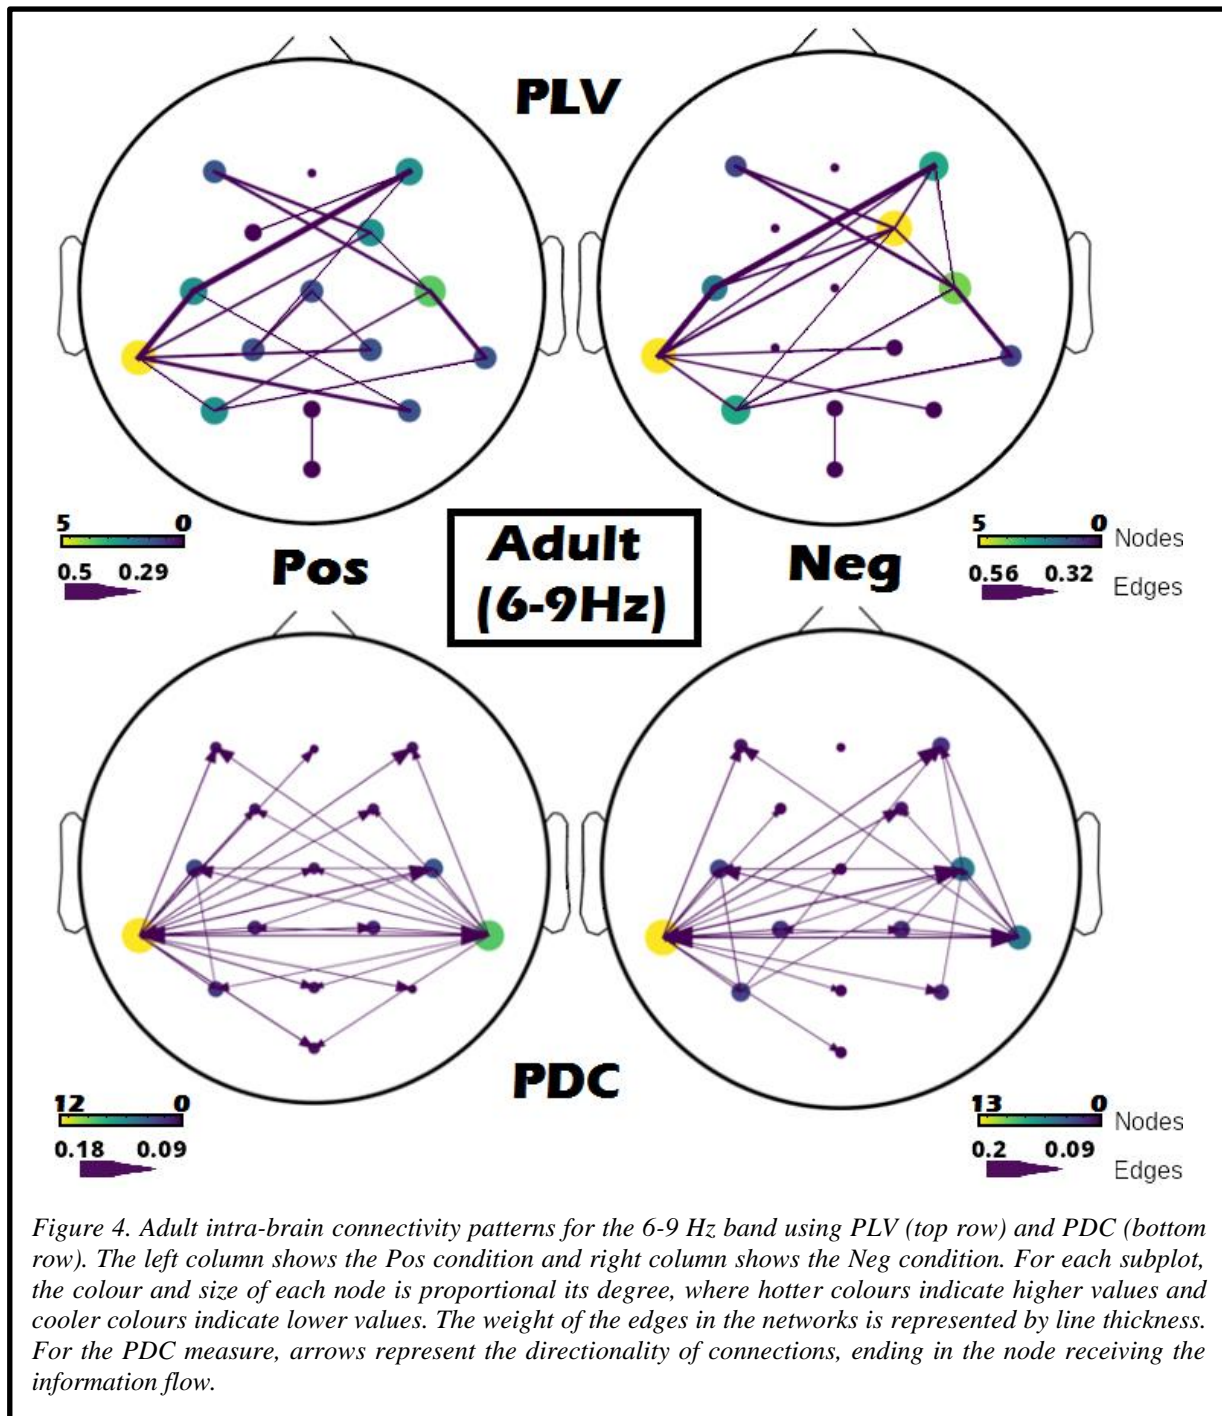 PLV
5 0
0.5 0.29
Pos
Adult
(6-9Hz)
Neg
5 0 Nodes
0.56 0.32 Edges
PDC
12 0
0.18 0.09
13 0 Nodes
0.2 0.09 Edges
Figure 4. Adult intra-brain connectivity patterns for the 6-9 Hz band using PLV (top row) and PDC (bottom
row). The left column shows the Pos condition and right column shows the Neg condition. For each subplot,
the colour and size of each node is proportional its degree, where hotter colours indicate higher values and
cooler colours indicate lower values. The weight of the edges in the networks is represented by line thickness.
For the PDC measure, arrows represent the directionality of connections, ending in the node receiving the
information flow.